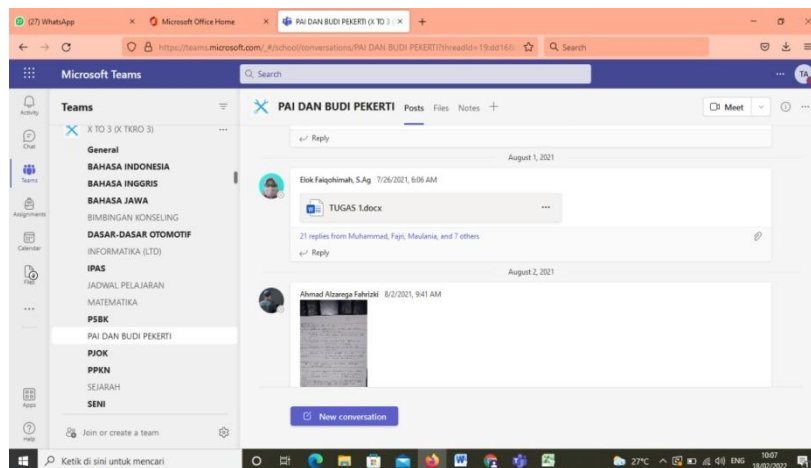 (27) WhatsApp
Microsoft Office Home
PAI DAN BUDI PEKERTI (X TO 3 (
https://teams.microsoft.com/_#/school/conversations/PAI DAN BUDI PEKERTI?threadId=19:dd168
Search
Microsoft Teams
Search
TA
Activity
Chat
Teams
Assignments
Calendar
Files
Apps
Help
Teams
X TO 3 (X TKRO 3)
General
BAHASA INDONESIA
BAHASA INGGRIS
BAHASA JAWA
BIMBINGAN KONSELING
DASAR-DASAR OTOMOTIF
INFORMATIKA (LTD)
IPAS
JADWAL PELAJARAN
MATEMATIKA
PSBK
PAI DAN BUDI PEKERTI
PJOK
PPKN
SEJARAH
SENI
Join or create a team
PAI DAN BUDI PEKERTI Posts Files Notes
Meet
Reply
August 1, 2021
Elok Faiqohimah, S.Ag 7/26/2021, 6:06 AM
TUGAS 1.docx
21 replies from Muhammad, Fajri, Maulania, and 7 others
Reply
August 2, 2021
Ahmad Alzarega Fahrizki 8/2/2021, 9:41 AM
New conversation
Ketik di sini untuk mencari
27°C
ENG
10:07
18/02/2022